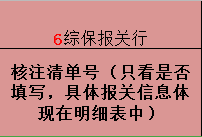 6综保报关行
核注清单号（只看是否
填写，具体报关信息体
现在明细表中）